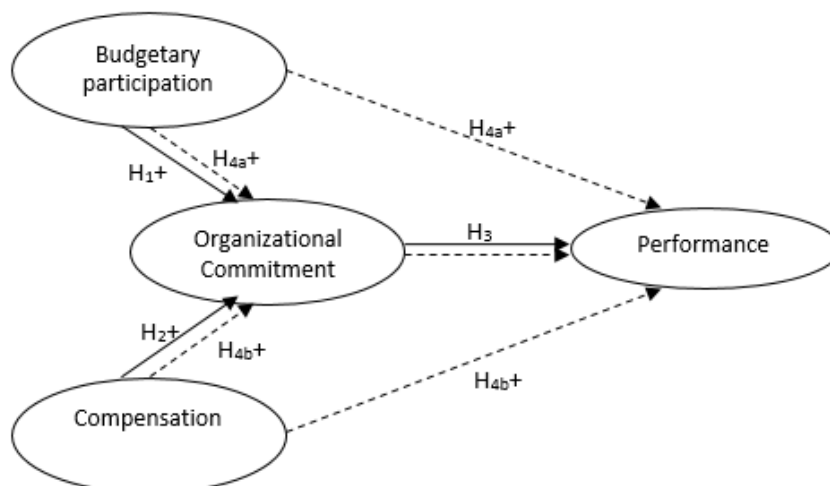 Budgetary
participation
H₄ₐ+
H₁+
H₄ₐ+
Organizational
Commitment
H₃
Performance
H₂+
H₄b+
H₄b+
Compensation